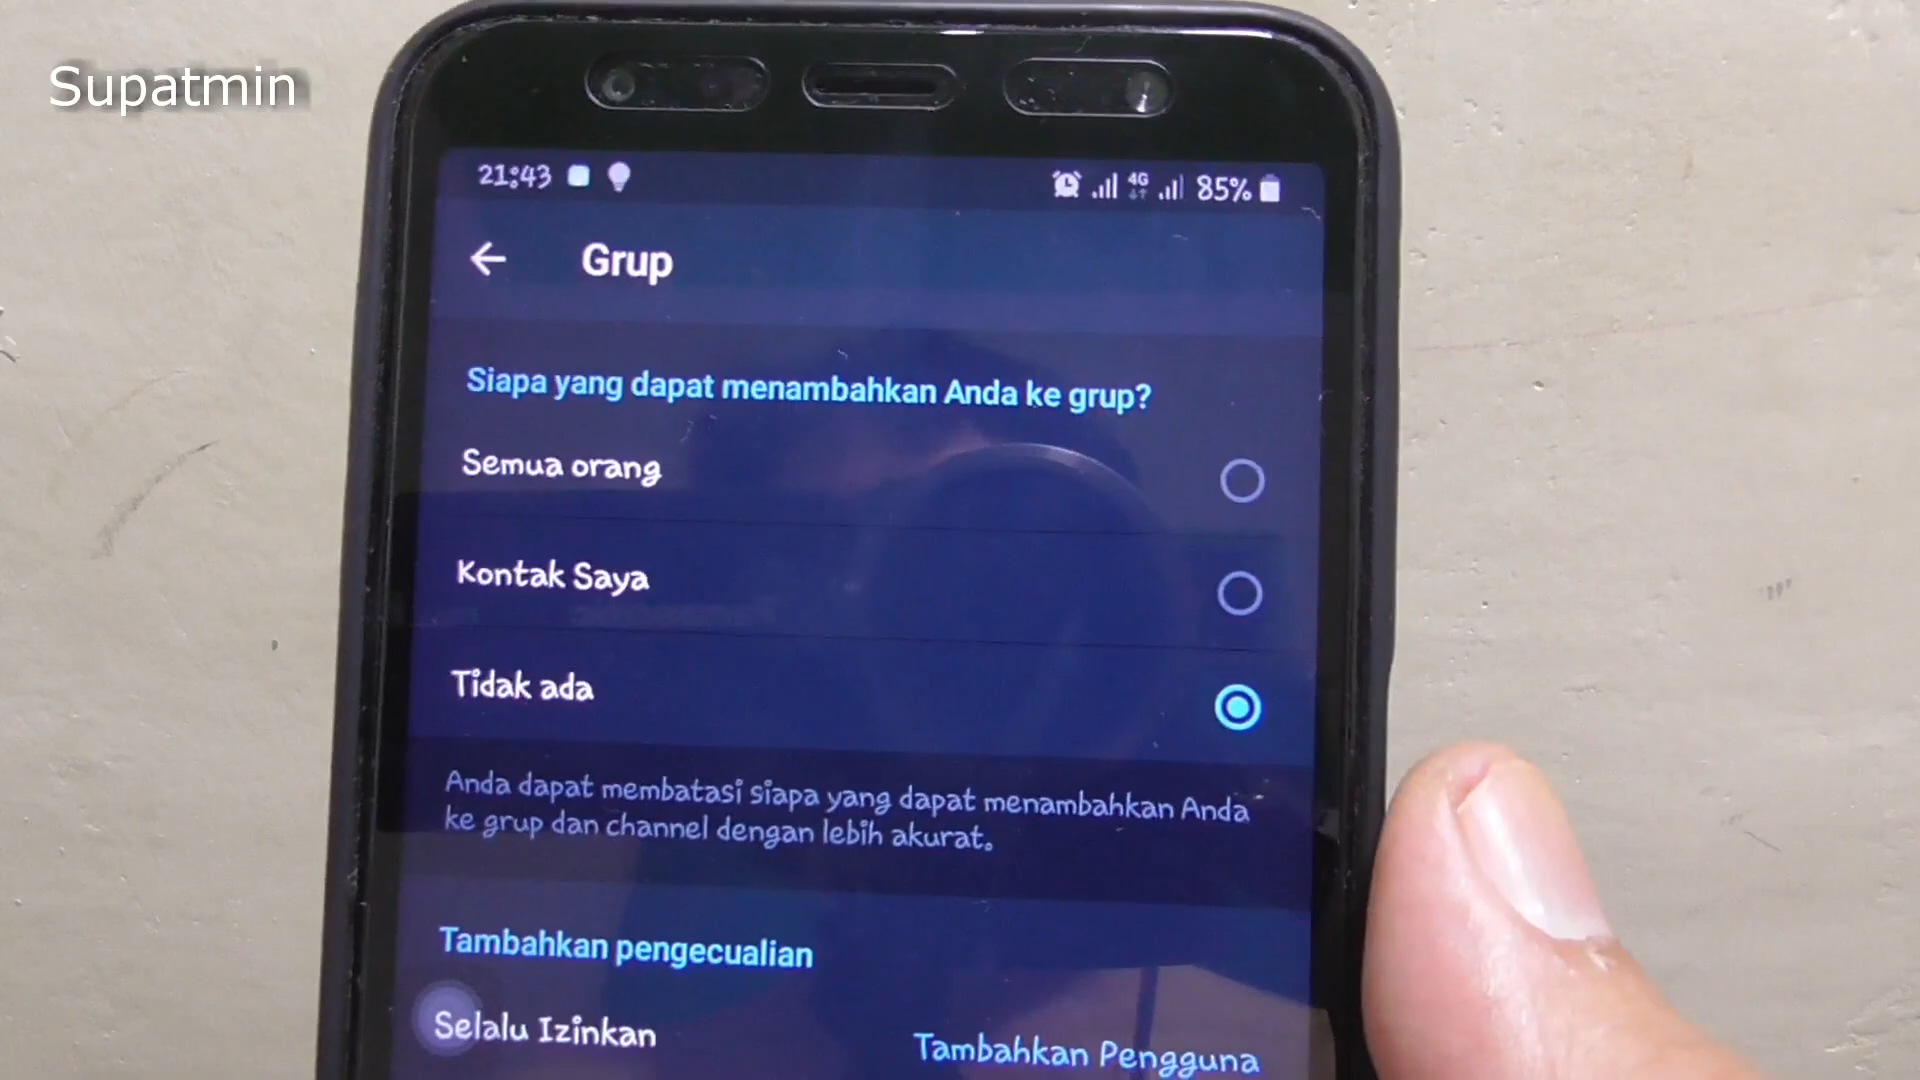 Supatmin
21:43
4G
85%
Grup
Siapa yang dapat menambahkan Anda ke grup?
Semua orang
Kontak Saya
Tidak ada
Anda dapat membatasi siapa yang dapat menambahkan Anda
ke grup dan channel dengan lebih akurat.
Tambahkan pengecualian
Selalu Izinkan
Tambahkan Pengguna